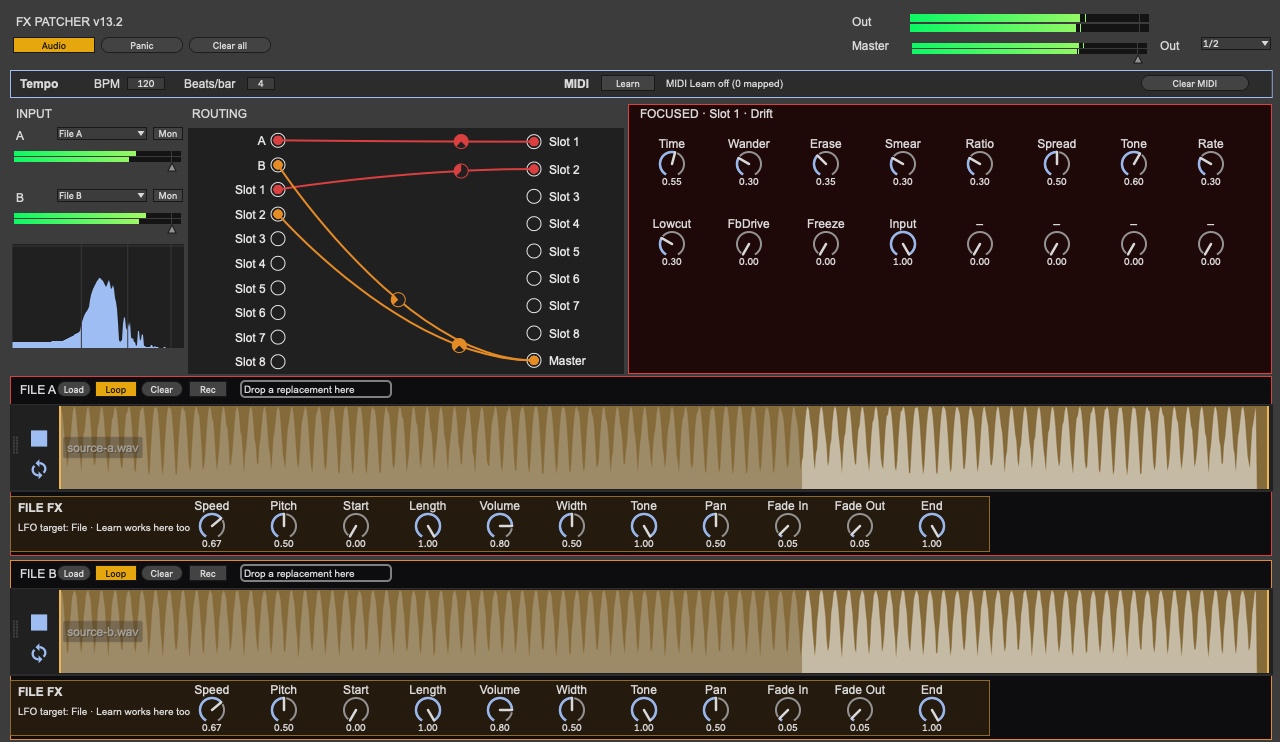 FX PATCHER v13.2
Audio Panic Clear all
Out
Master
Out 1/2
Tempo BPM 120 Beats/bar 4 MIDI Learn MIDI Learn off (0 mapped) Clear MIDI
INPUT
A File A Mon
B File B Mon
ROUTING
A
B
Slot 1
Slot 2
Slot 3
Slot 4
Slot 5
Slot 6
Slot 7
Slot 8
Slot 1
Slot 2
Slot 3
Slot 4
Slot 5
Slot 6
Slot 7
Slot 8
Master
FOCUSED · Slot 1 · Drift
Time Wander Erase Smear Ratio Spread Tone Rate
0.55 0.30 0.35 0.30 0.30 0.50 0.60 0.30
Lowcut FbDrive Freeze Input – – – –
0.30 0.00 0.00 1.00 0.00 0.00 0.00 0.00
FILE A Load Loop Clear Rec Drop a replacement here
source-a.wav
FILE FX Speed Pitch Start Length Volume Width Tone Pan Fade In Fade Out End
LFO target: File · Learn works here too
0.67 0.50 0.00 1.00 0.80 0.50 1.00 0.50 0.05 0.05 1.00
FILE B Load Loop Clear Rec Drop a replacement here
source-b.wav
FILE FX Speed Pitch Start Length Volume Width Tone Pan Fade In Fade Out End
LFO target: File · Learn works here too
0.67 0.50 0.00 1.00 0.80 0.50 1.00 0.50 0.05 0.05 1.00